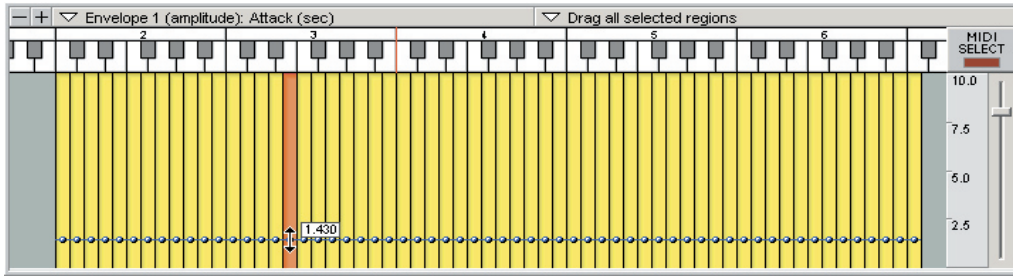 Envelope 1 (amplitude): Attack (sec)
Drag all selected regions
2 3 4 5 6
MIDI
SELECT
10.0
7.5
5.0
2.5
1.430